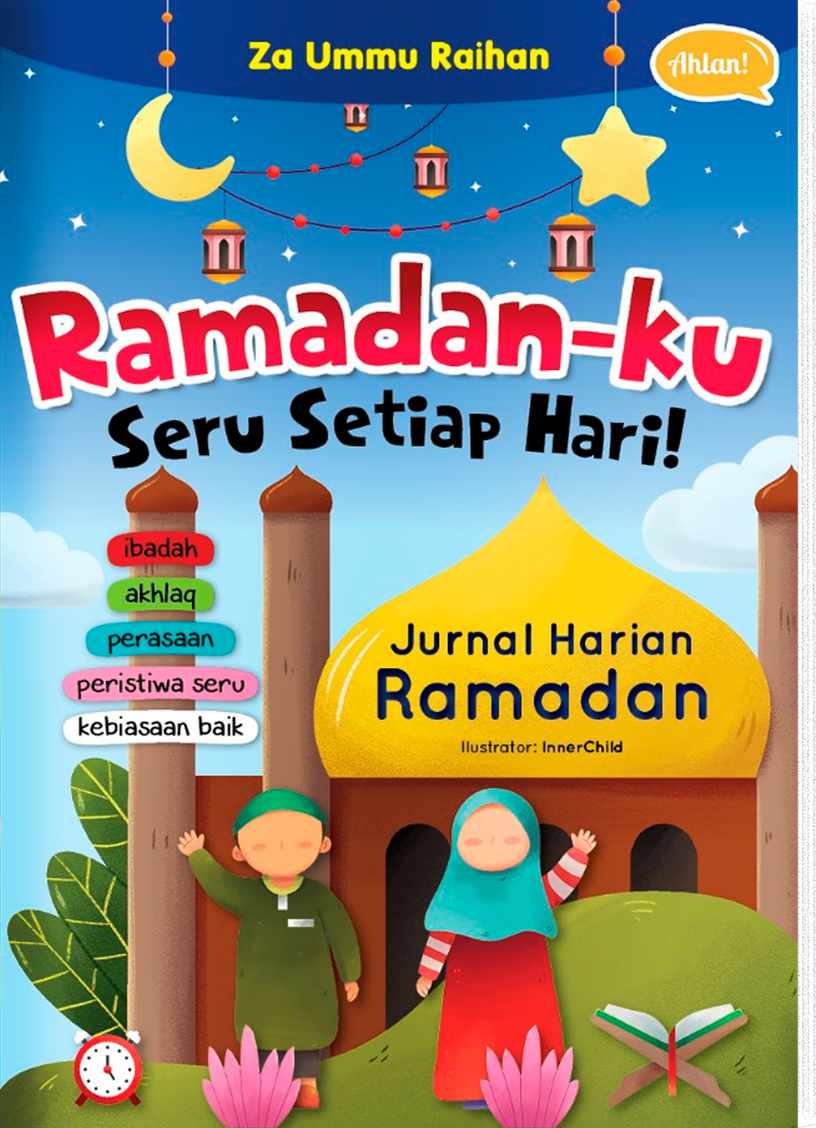 Za Ummu Raihan
Ahlan!
Ramadan-ku
Seru Setiap Hari!
ibadah
akhlaq
perasaan
peristiwa seru
kebiasaan baik
Jurnal Harian
Ramadan
Ilustrator: InnerChild